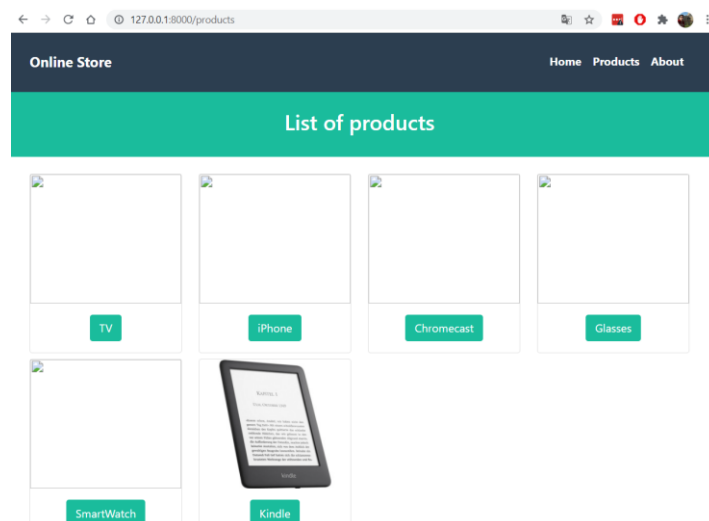 127.0.0.1:8000/products
Online Store
Home Products About
List of products
TV
iPhone
Chromecast
Glasses
SmartWatch
Kindle
kindle